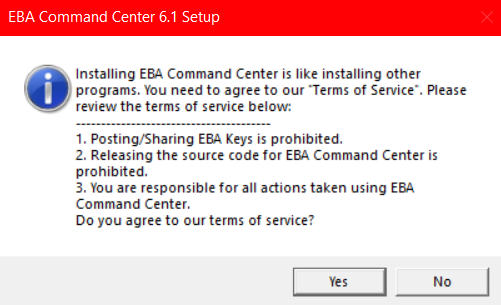 EBA Command Center 6.1 Setup
Installing EBA Command Center is like installing other
programs. You need to agree to our "Terms of Service". Please
review the terms of service below:
---------------------------------------
1. Posting/Sharing EBA Keys is prohibited.
2. Releasing the source code for EBA Command Center is
prohibited.
3. You are responsible for all actions taken using EBA
Command Center.
Do you agree to our terms of service?
Yes
No